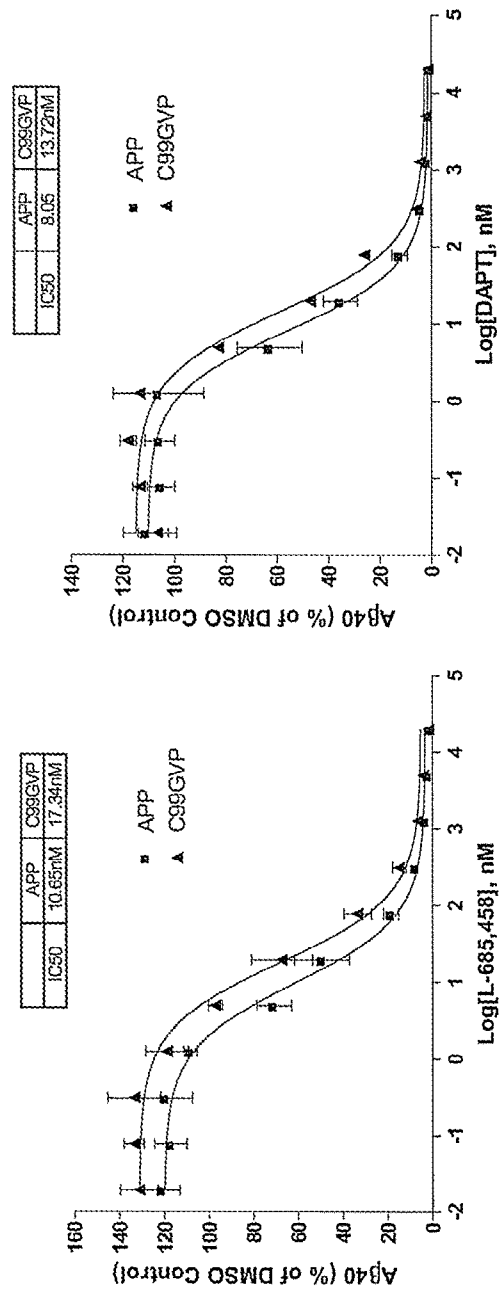 APP C99GVP
IC50 10.65nM 17.34nM
APP
C99GVP
Aβ40 (% of DMSO Control)
160
140
120
100
80
60
40
20
0
-2 -1 0 1 2 3 4 5
Log[L-685,458], nM
APP C99GVP
IC50 8.05 13.72nM
APP
C99GVP
Aβ40 (% of DMSO Control)
140
120
100
80
60
40
20
0
-2 -1 0 1 2 3 4 5
Log[DAPT], nM